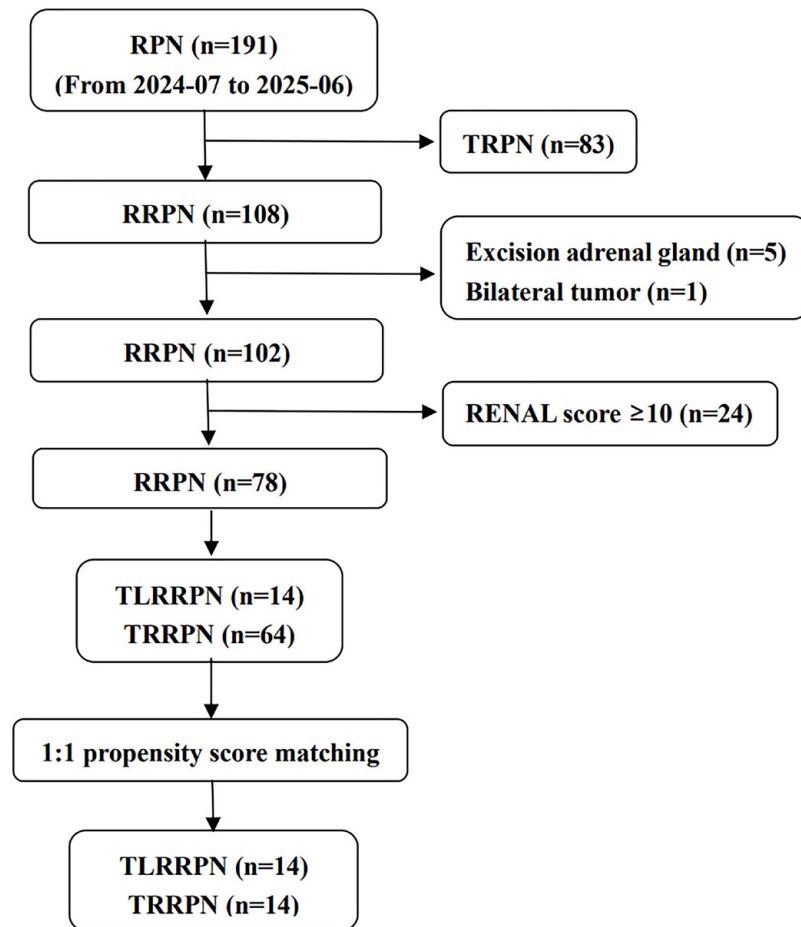 RPN (n=191)
(From 2024-07 to 2025-06)
TRPN (n=83)
RRPN (n=108)
Excision adrenal gland (n=5)
Bilateral tumor (n=1)
RRPN (n=102)
RENAL score ≥10 (n=24)
RRPN (n=78)
TLRRPN (n=14)
TRRPN (n=64)
1:1 propensity score matching
TLRRPN (n=14)
TRRPN (n=14)